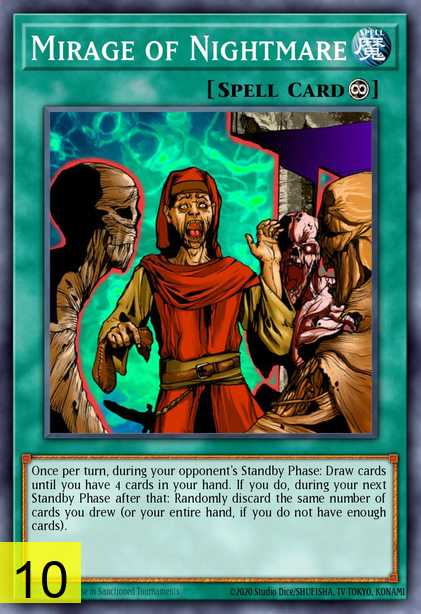 MIRAGE OF NIGHTMARE
SPELL
魔
[SPELL CARD]
Once per turn, during your opponent's Standby Phase: Draw cards
until you have 4 cards in your hand. If you do, during your next
Standby Phase after that: Randomly discard the same number of
cards you drew (or your entire hand, if you do not have enough
cards).
in Sanctioned Tournaments
©2020 Studio Dice/SHUEISHA, TV TOKYO, KONAMI
10